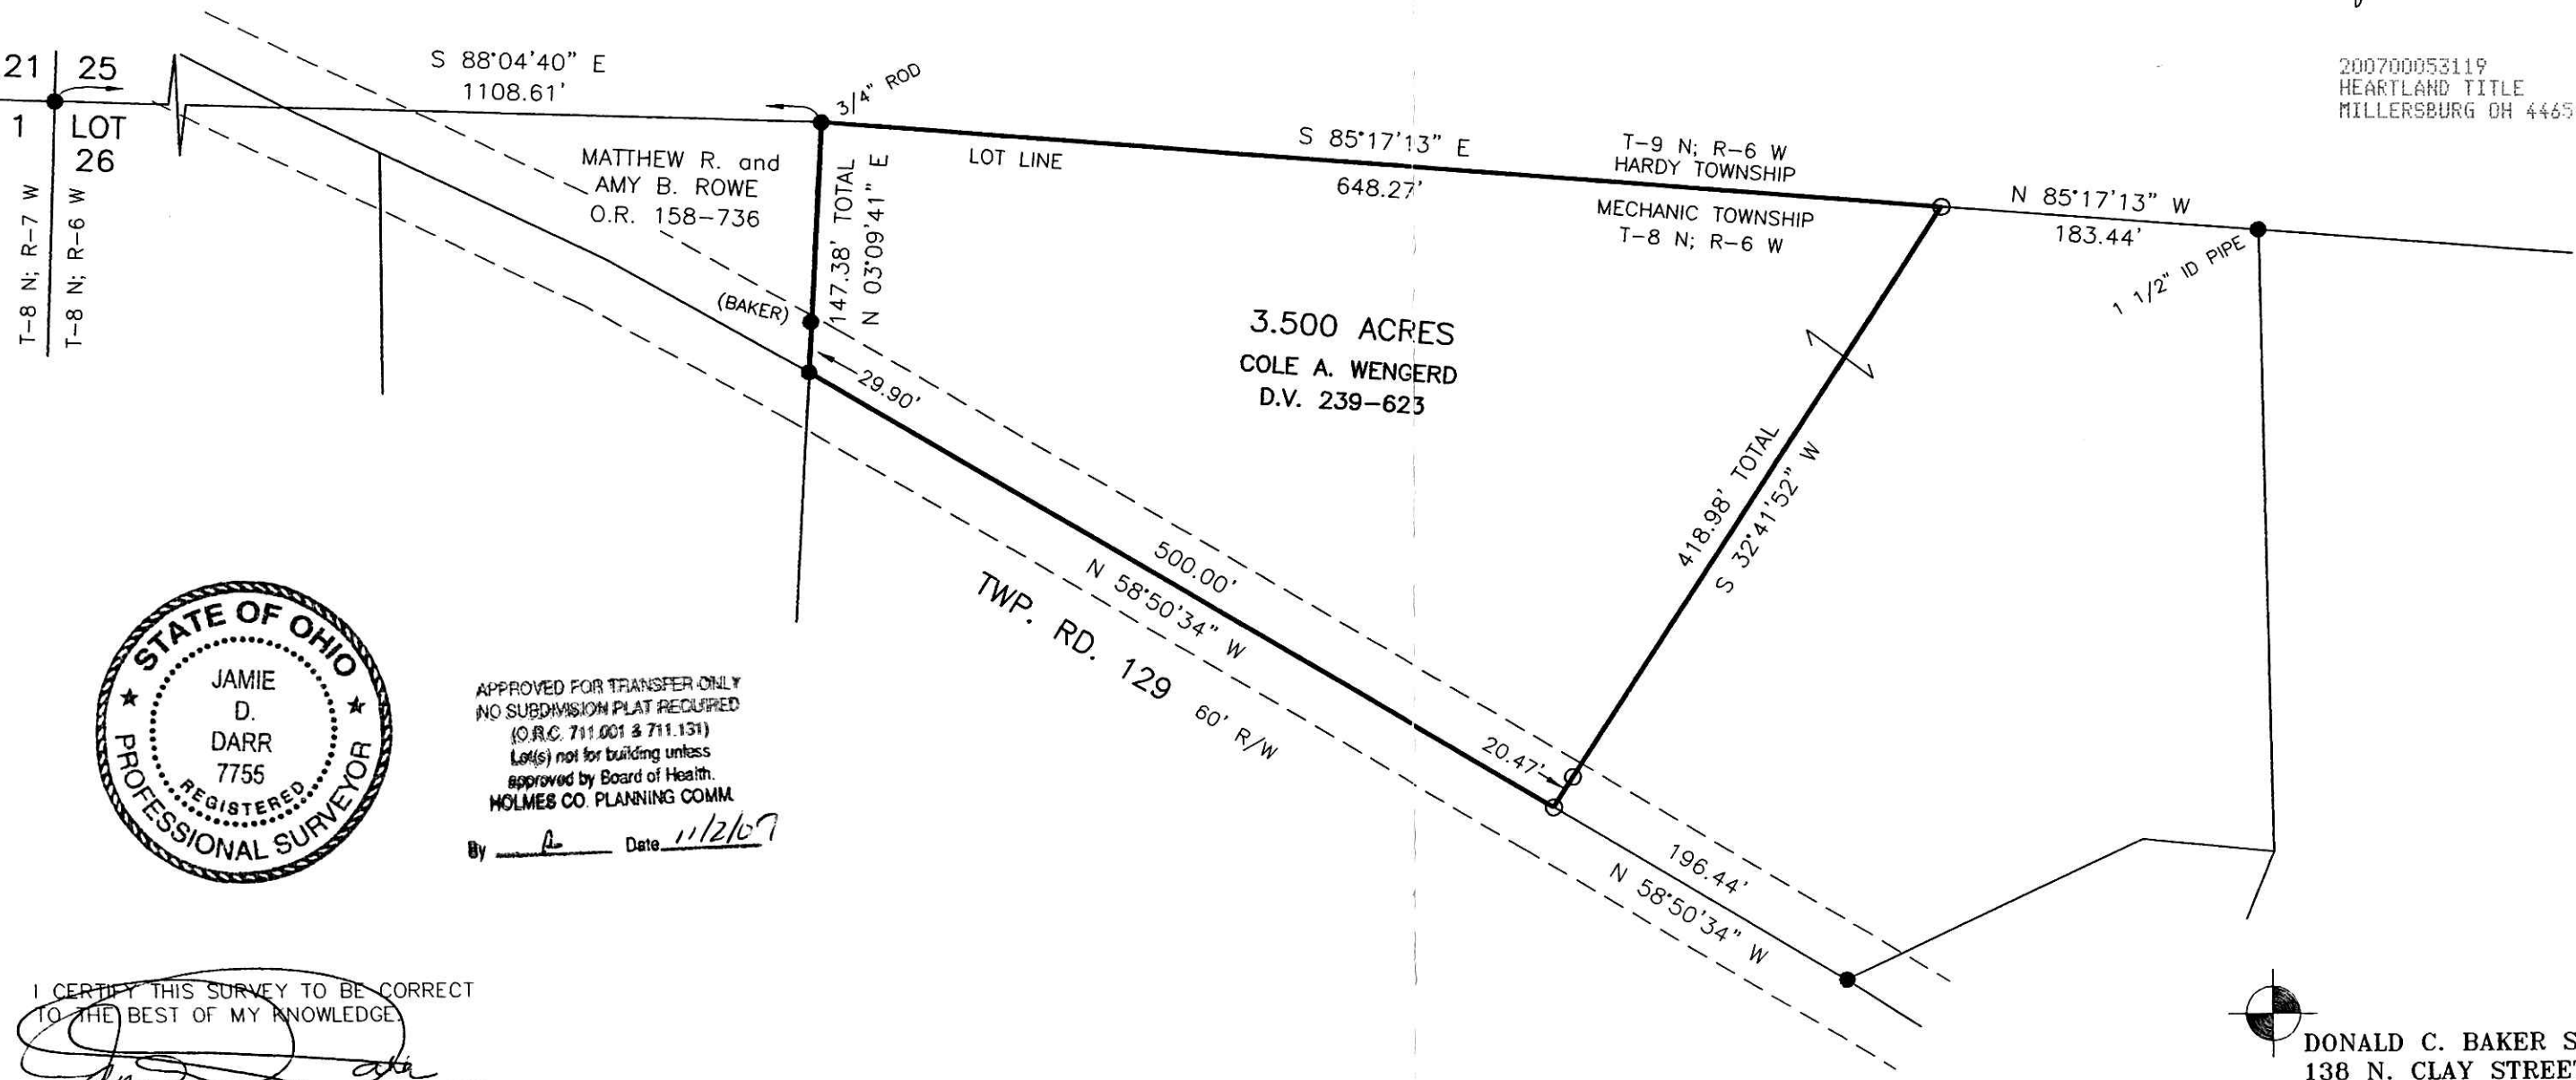 200700053119
HEARTLAND TITLE
MILLERSBURG OH 4465
21 25
1 LOT
26
T-8 N; R-7 W
T-8 N; R-6 W
S 88°04'40" E
1108.61'
3/4" ROD
MATTHEW R. and
AMY B. ROWE
O.R. 158-736
(BAKER)
147.38' TOTAL
N 03°09'41" E
29.90'
LOT LINE
S 85°17'13" E
648.27'
T-9 N; R-6 W
HARDY TOWNSHIP
MECHANIC TOWNSHIP
T-8 N; R-6 W
N 85°17'13" W
183.44'
1 1/2" ID PIPE
3.500 ACRES
COLE A. WENGERD
D.V. 239-623
418.98' TOTAL
S 32°41'52" W
500.00'
N 58°50'34" W
TWP. RD. 129 60' R/W
20.47'
196.44'
N 58°50'34" W
STATE OF OHIO
JAMIE
D.
DARR
7755
REGISTERED
PROFESSIONAL SURVEYOR
APPROVED FOR TRANSFER ONLY
NO SUBDIVISION PLAT REQUIRED
(O.R.C. 711.001 & 711.131)
Lot(s) not for building unless
approved by Board of Health.
HOLMES CO. PLANNING COMM.
By Date 11/2/07
I CERTIFY THIS SURVEY TO BE CORRECT
TO THE BEST OF MY KNOWLEDGE.
DONALD C. BAKER S
138 N. CLAY STREET